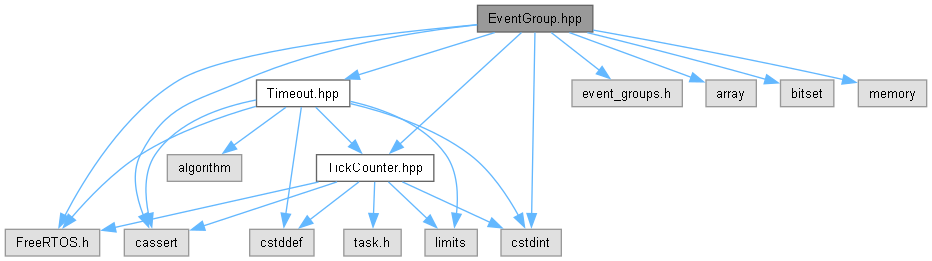 EventGroup.hpp
Timeout.hpp
event_groups.h
array
bitset
memory
algorithm
TickCounter.hpp
FreeRTOS.h
cassert
cstddef
task.h
limits
cstdint